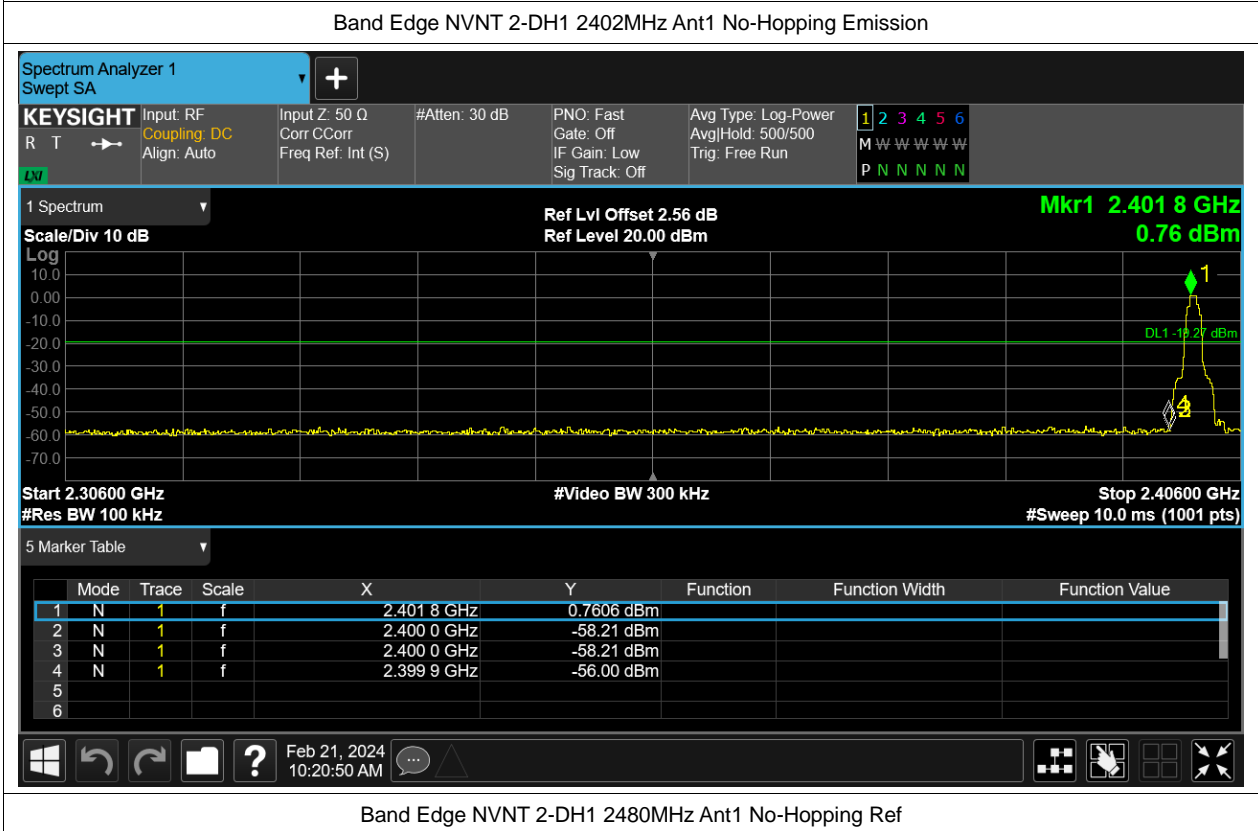 Band Edge NVNT 2-DH1 2402MHz Ant1 No-Hopping Emission
Spectrum Analyzer 1
Swept SA
+
KEYSIGHT Input: RF Input Z: 50 Ω #Atten: 30 dB PNO: Fast Avg Type: Log-Power 1 2 3 4 5 6
R T Coupling: DC Corr CCorr Gate: Off Avg|Hold: 500/500 M W W W W W
Align: Auto Freq Ref: Int (S) IF Gain: Low Trig: Free Run
LXI Sig Track: Off P N N N N N
1 Spectrum Ref Lvl Offset 2.56 dB Mkr1 2.401 8 GHz
Scale/Div 10 dB Ref Level 20.00 dBm 0.76 dBm
Log
10.0 1
0.00
-10.0
-20.0 DL1 -19.27 dBm
-30.0
-40.0
-50.0 4
-60.0
-70.0
Start 2.30600 GHz #Video BW 300 kHz Stop 2.40600 GHz
#Res BW 100 kHz #Sweep 10.0 ms (1001 pts)
5 Marker Table
Mode Trace Scale X Y Function Function Width Function Value
1 N 1 f 2.401 8 GHz 0.7606 dBm
2 N 1 f 2.400 0 GHz -58.21 dBm
3 N 1 f 2.400 0 GHz -58.21 dBm
4 N 1 f 2.399 9 GHz -56.00 dBm
5
6
? Feb 21, 2024
10:20:50 AM
Band Edge NVNT 2-DH1 2480MHz Ant1 No-Hopping Ref